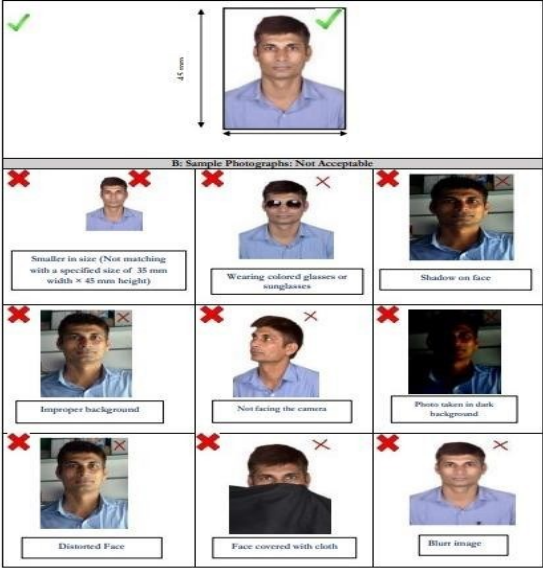 45 mm
B: Sample Photographs: Not Acceptable
Smaller in size (Not matching
with a specified size of 35 mm
width × 45 mm height)
Wearing colored glasses or
sunglasses
Shadow on face
Improper background
Not facing the camera
Photo taken in dark
background
Distorted Face
Face covered with cloth
Blurr image